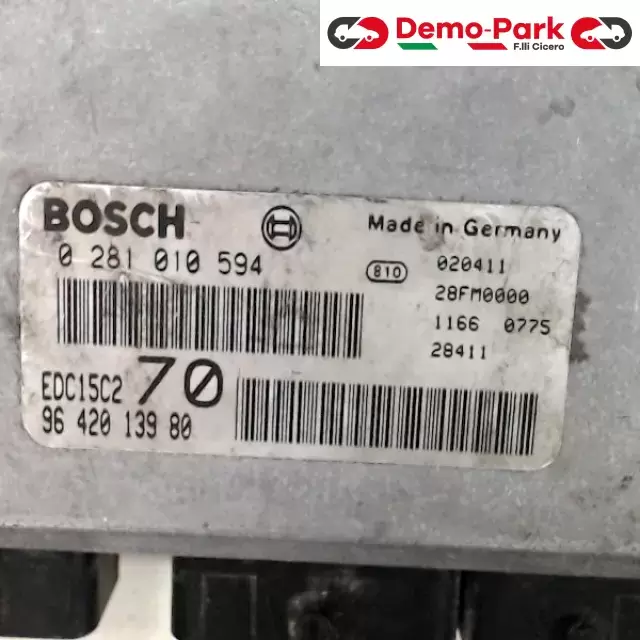 Demo-Park
F.lli Cicero
BOSCH
Made in Germany
0 281 010 594
810
020411
28FM0000
1166 0775
28411
EDC15C2 70
96 420 139 80